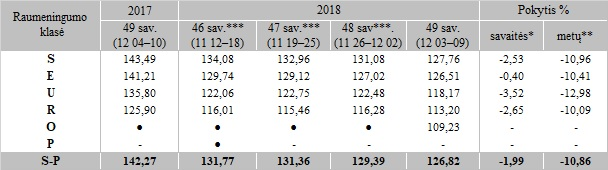 Raumeningumo klasė 2017 2018 Pokytis %
49 sav. (12 04–10) 46 sav.*** (11 12–18) 47 sav.*** (11 19–25) 48 sav***. (11 26–12 02) 49 sav. (12 03–09) savaitės* metų**
S 143,49 134,08 132,96 131,08 127,76 -2,53 -10,96
E 141,21 129,74 129,12 127,02 126,51 -0,40 -10,41
U 135,80 122,06 122,75 122,48 118,17 -3,52 -12,98
R 125,90 116,01 115,46 116,28 113,20 -2,65 -10,09
O ● ● ● ● 109,23 - -
P - ● - - - - -
S-P 142,27 131,77 131,36 129,39 126,82 -1,99 -10,86